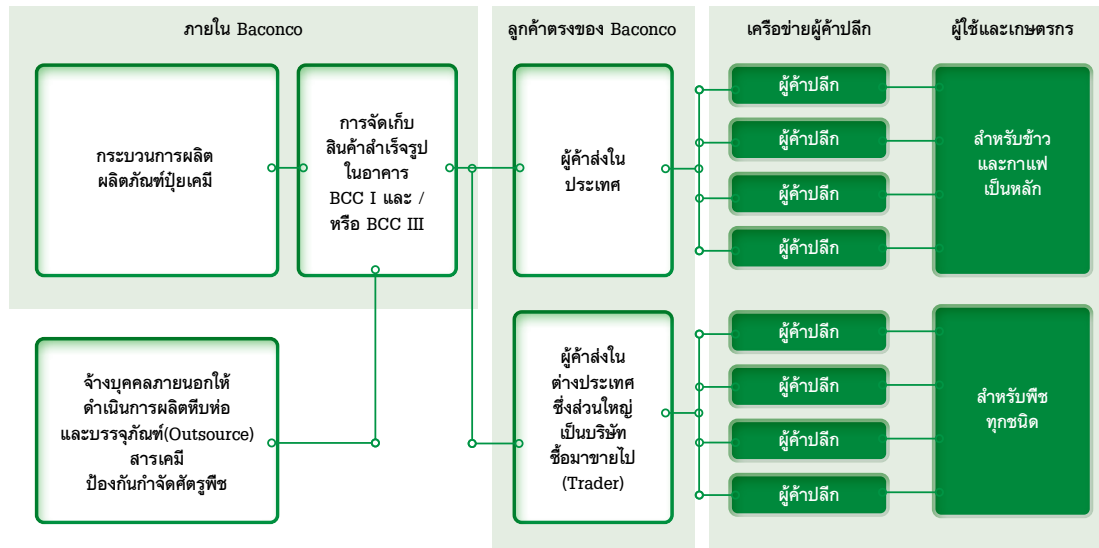 ภายใน Baconco
ลูกค้าตรงของ Baconco
เครือข่ายผู้ค้าปลีก
ผู้ใช้และเกษตรกร
กระบวนการผลิต
ผลิตภัณฑ์ปุ๋ยเคมี
การจัดเก็บ
สินค้าสำเร็จรูป
ในอาคาร
BCC I และ /
หรือ BCC III
ผู้ค้าส่งใน
ประเทศ
ผู้ค้าปลีก
ผู้ค้าปลีก
ผู้ค้าปลีก
ผู้ค้าปลีก
สำหรับข้าว
และกาแฟ
เป็นหลัก
จ้างบุคคลภายนอกให้
ดำเนินการผลิตหีบห่อ
และบรรจุภัณฑ์(Outsource)
สารเคมี
ป้องกันกำจัดศัตรูพืช
ผู้ค้าส่งใน
ต่างประเทศ
ซึ่งส่วนใหญ่
เป็นบริษัท
ซื้อมาขายไป
(Trader)
ผู้ค้าปลีก
ผู้ค้าปลีก
ผู้ค้าปลีก
ผู้ค้าปลีก
สำหรับพืช
ทุกชนิด